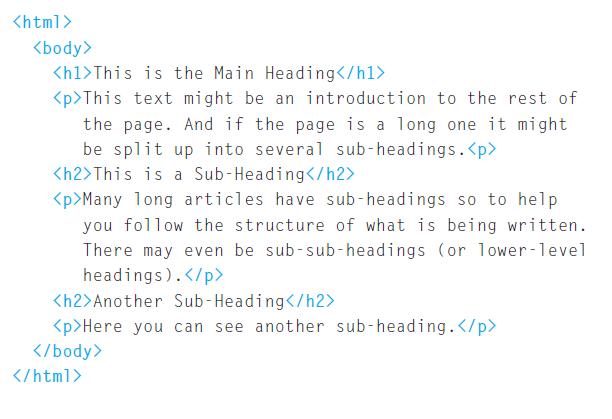 <html>
<body>
<h1>This is the Main Heading</h1>
<p>This text might be an introduction to the rest of
the page. And if the page is a long one it might
be split up into several sub-headings.<p>
<h2>This is a Sub-Heading</h2>
<p>Many long articles have sub-headings so to help
you follow the structure of what is being written.
There may even be sub-sub-headings (or lower-level
headings).</p>
<h2>Another Sub-Heading</h2>
<p>Here you can see another sub-heading.</p>
</body>
</html>